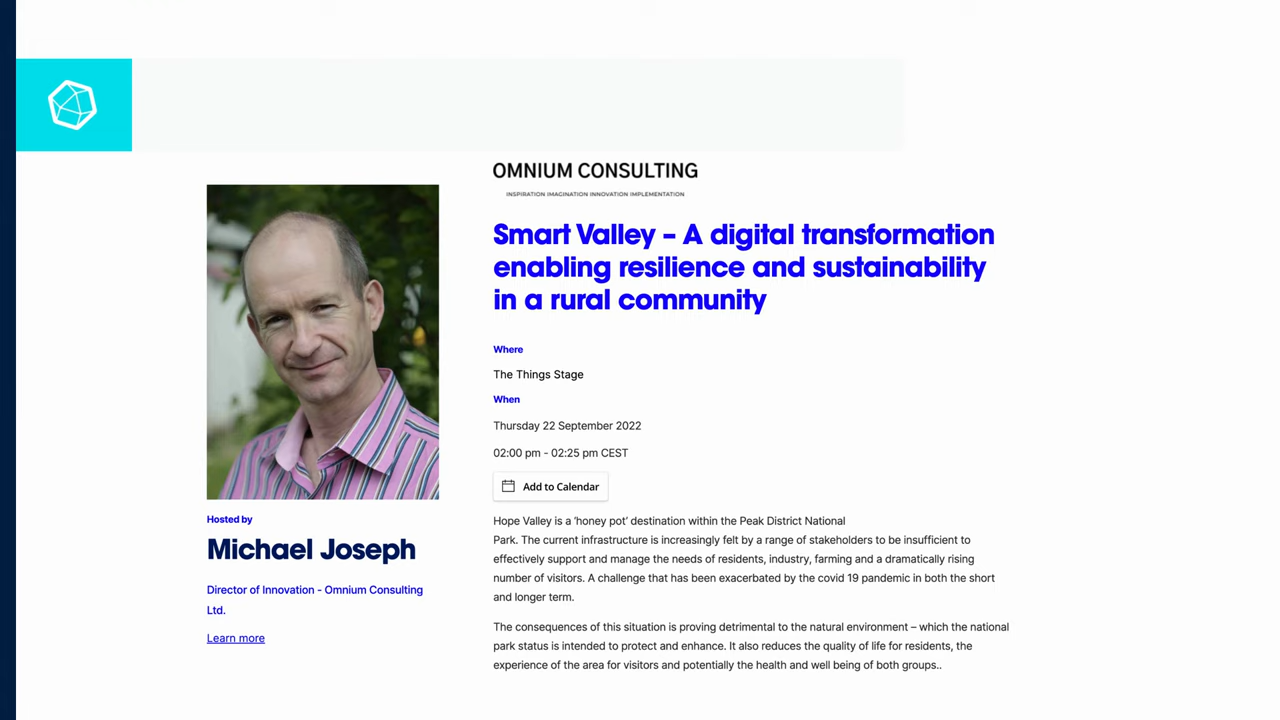 OMNIUM CONSULTING
INSPIRATION IMAGINATION INNOVATION IMPLEMENTATION
Smart Valley – A digital transformation
enabling resilience and sustainability
in a rural community
Where
The Things Stage
When
Thursday 22 September 2022
02:00 pm - 02:25 pm CEST
Add to Calendar
Hope Valley is a 'honey pot' destination within the Peak District National
Park. The current infrastructure is increasingly felt by a range of stakeholders to be insufficient to
effectively support and manage the needs of residents, industry, farming and a dramatically rising
number of visitors. A challenge that has been exacerbated by the covid 19 pandemic in both the short
and longer term.
The consequences of this situation is proving detrimental to the natural environment – which the national
park status is intended to protect and enhance. It also reduces the quality of life for residents, the
experience of the area for visitors and potentially the health and well being of both groups..
Hosted by
Michael Joseph
Director of Innovation - Omnium Consulting
Ltd.
Learn more